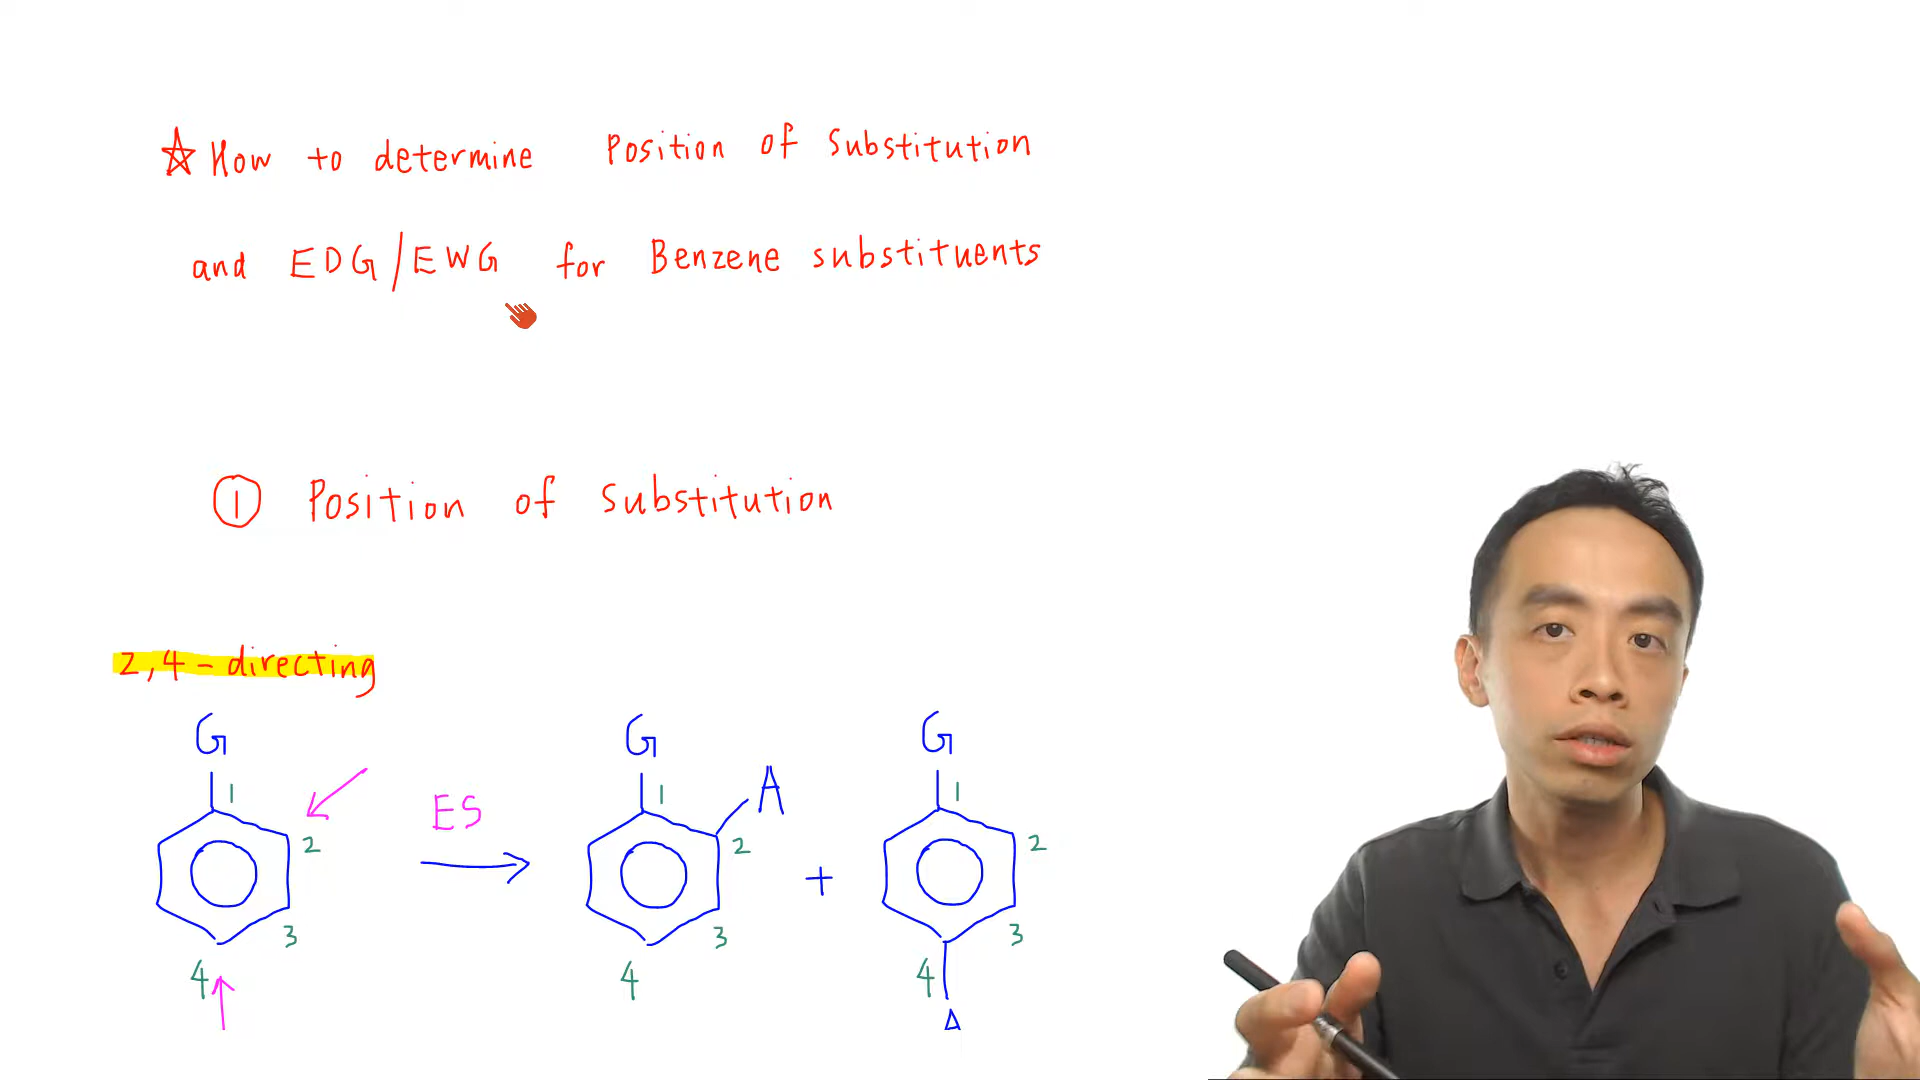 ☆ How to determine Position of Substitution
and EDG/EWG for Benzene substituents
① Position of Substitution
2,4-directing
G G G
1 ES 1 A 1
2 2 + 2
3 3 3
4 4 4
A